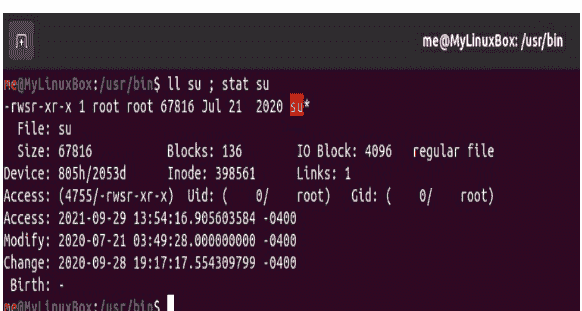 me@MyLinuxBox: /usr/bin
me@MyLinuxBox:/usr/bin$ ll su ; stat su
-rwsr-xr-x 1 root root 67816 Jul 21  2020 su*
  File: su
  Size: 67816           Blocks: 136        IO Block: 4096   regular file
Device: 805h/2053d      Inode: 398561      Links: 1
Access: (4755/-rwsr-xr-x)  Uid: (    0/    root)   Gid: (    0/    root)
Access: 2021-09-29 13:54:16.905603584 -0400
Modify: 2020-07-21 03:49:28.000000000 -0400
Change: 2020-09-28 19:17:17.554309799 -0400
 Birth: -
me@MyLinuxBox:/usr/bin$